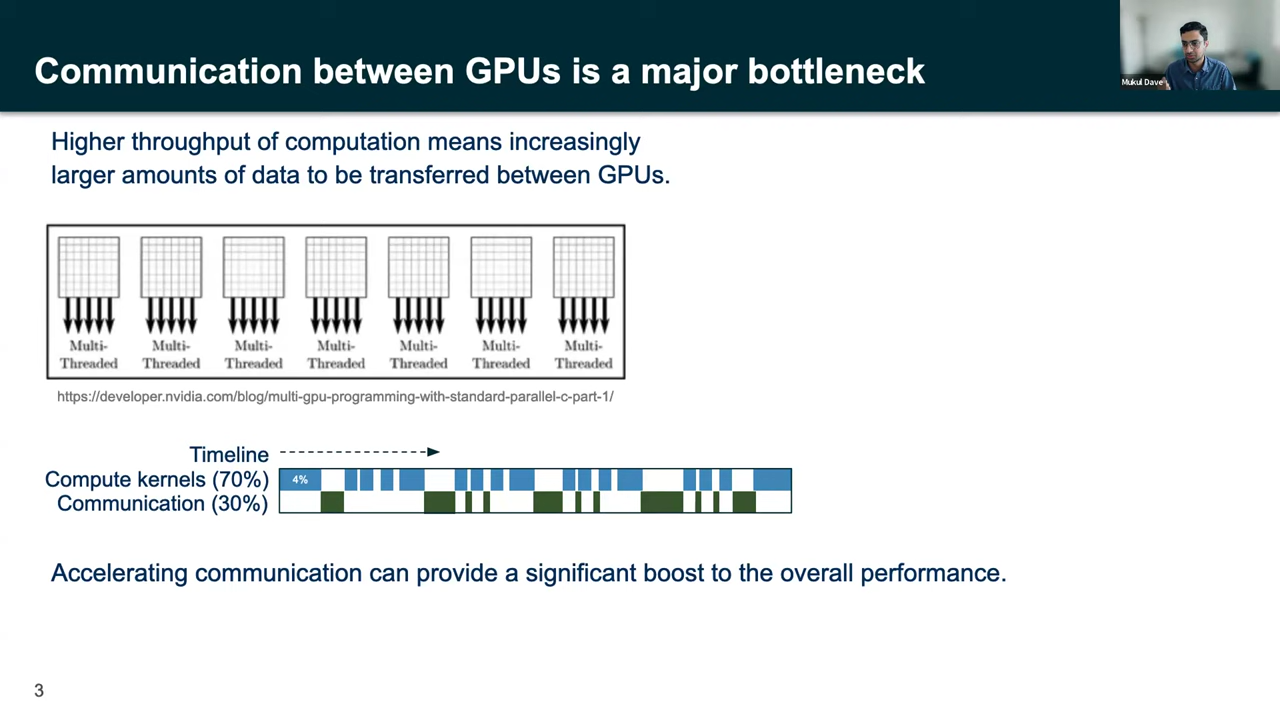 Communication between GPUs is a major bottleneck
Mukul Dave
Higher throughput of computation means increasingly
larger amounts of data to be transferred between GPUs.
Multi- Multi- Multi- Multi- Multi- Multi- Multi-
Threaded Threaded Threaded Threaded Threaded Threaded Threaded
https://developer.nvidia.com/blog/multi-gpu-programming-with-standard-parallel-c-part-1/
Timeline
Compute kernels (70%) 4%
Communication (30%)
Accelerating communication can provide a significant boost to the overall performance.
3